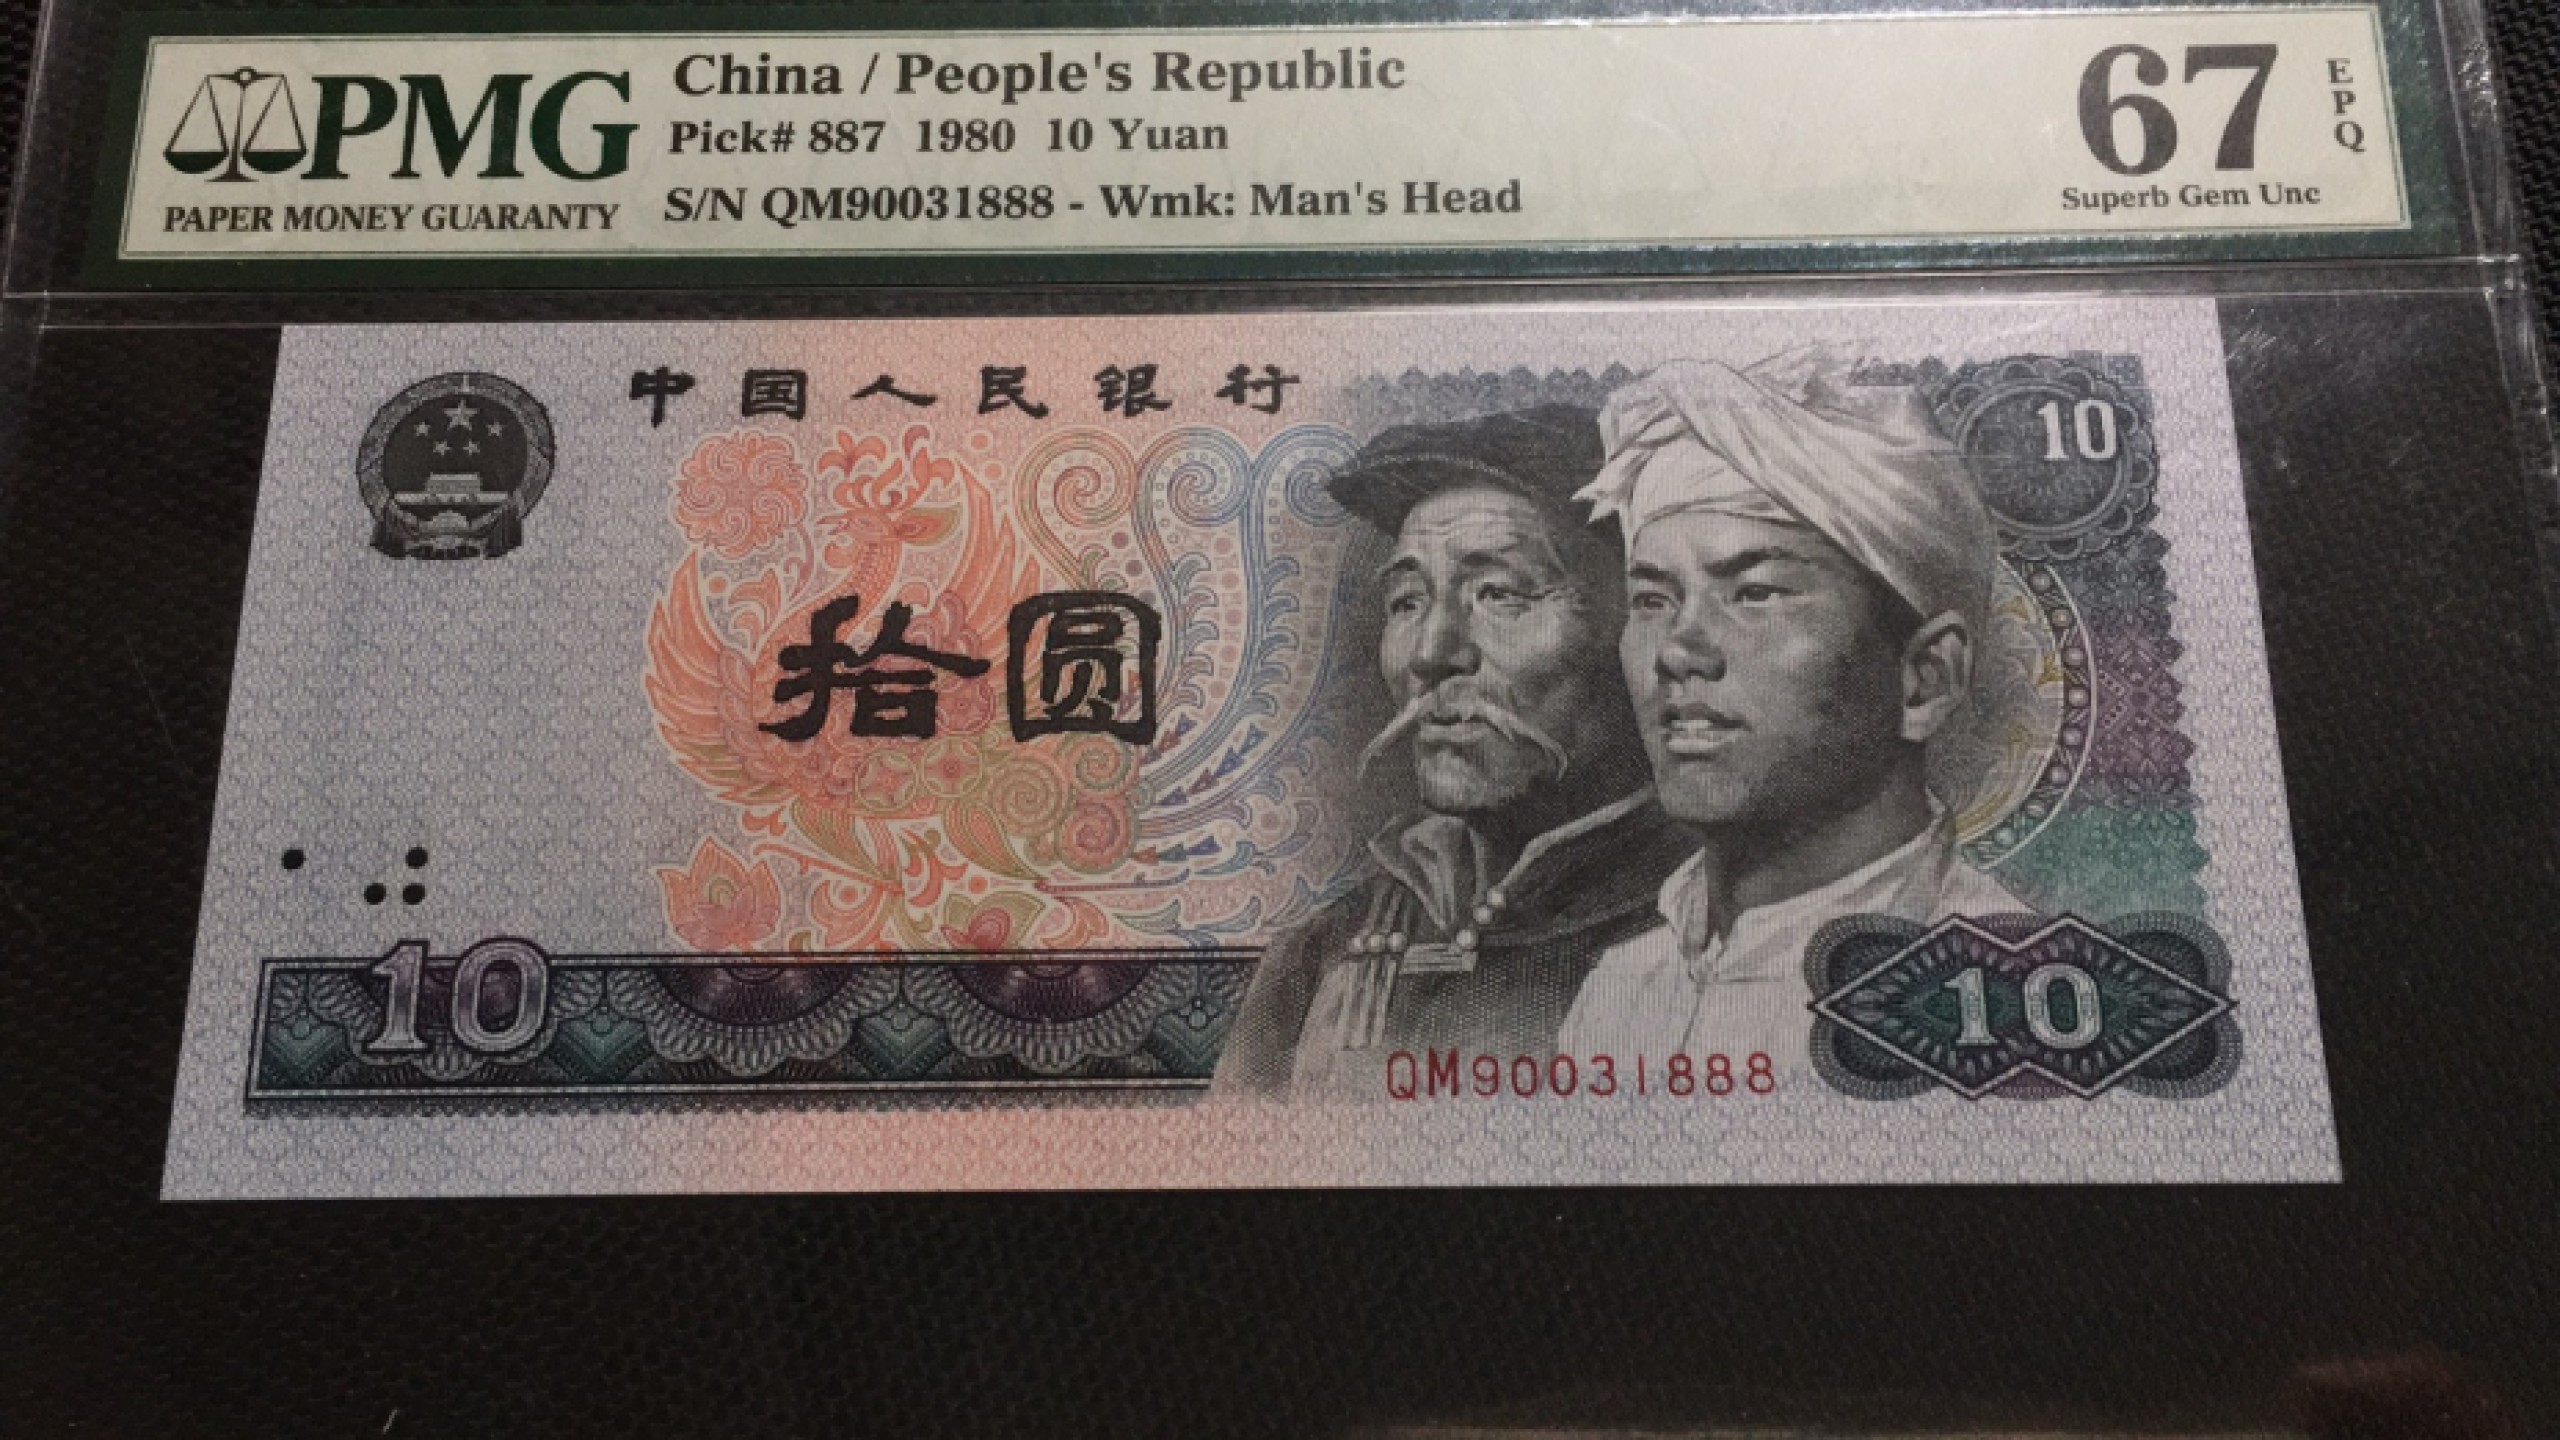 PMG
PAPER MONEY GUARANTY
China / People's Republic
Pick# 887 1980 10 Yuan
S/N QM90031888 - Wmk: Man's Head
67
EPQ
Superb Gem Unc
中国人民银行
10
拾圆
10
10
QM90031888